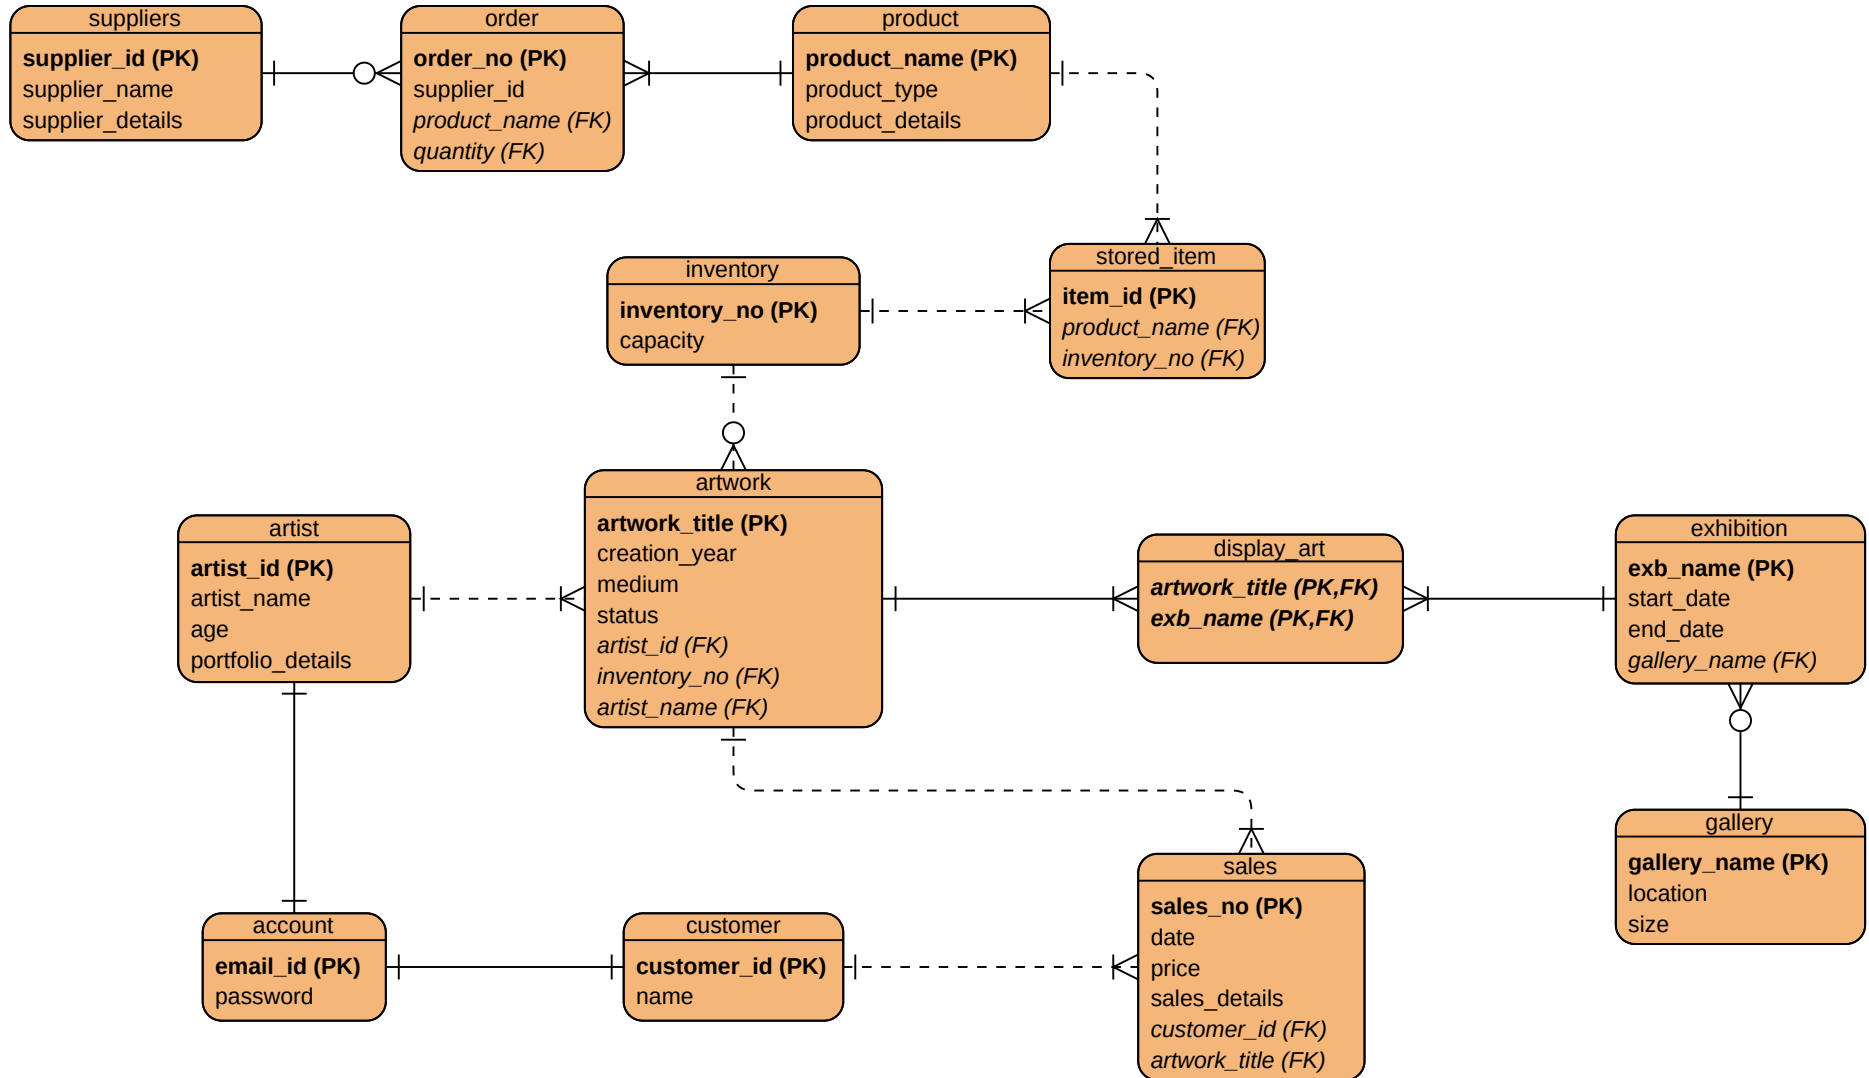 suppliers
supplier_id (PK)
supplier_name
supplier_details
order
order_no (PK)
supplier_id
product_name (FK)
quantity (FK)
product
product_name (PK)
product_type
product_details
inventory
inventory_no (PK)
capacity
stored_item
item_id (PK)
product_name (FK)
inventory_no (FK)
artist
artist_id (PK)
artist_name
age
portfolio_details
artwork
artwork_title (PK)
creation_year
medium
status
artist_id (FK)
inventory_no (FK)
artist_name (FK)
display_art
artwork_title (PK,FK)
exb_name (PK,FK)
exhibition
exb_name (PK)
start_date
end_date
gallery_name (FK)
account
email_id (PK)
password
customer
customer_id (PK)
name
sales
sales_no (PK)
date
price
sales_details
customer_id (FK)
artwork_title (FK)
gallery
gallery_name (PK)
location
size